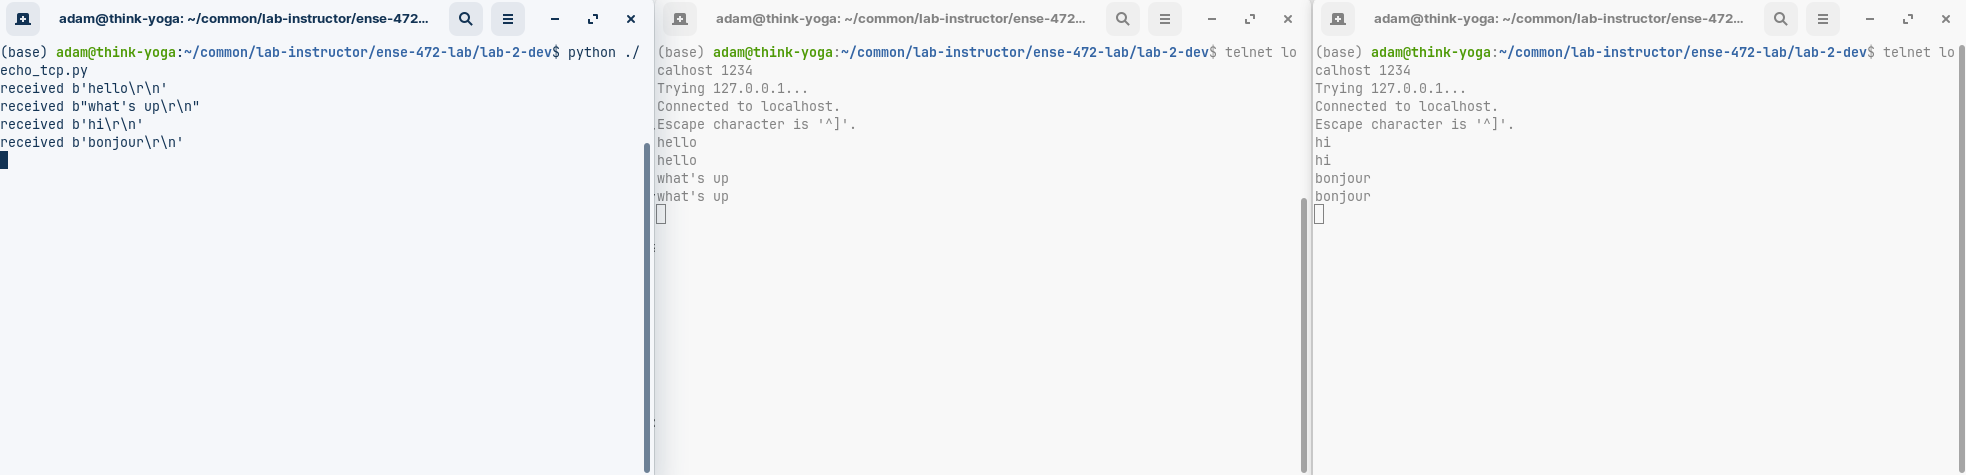 adam@think-yoga: ~/common/lab-instructor/ense-472...
(base) adam@think-yoga:~/common/lab-instructor/ense-472-lab/lab-2-dev$ python ./
echo_tcp.py
received b'hello\r\n'
received b"what's up\r\n"
received b'hi\r\n'
received b'bonjour\r\n'
adam@think-yoga: ~/common/lab-instructor/ense-472...
(base) adam@think-yoga:~/common/lab-instructor/ense-472-lab/lab-2-dev$ telnet lo
calhost 1234
Trying 127.0.0.1...
Connected to localhost.
Escape character is '^]'.
hello
hello
what's up
what's up
adam@think-yoga: ~/common/lab-instructor/ense-472...
(base) adam@think-yoga:~/common/lab-instructor/ense-472-lab/lab-2-dev$ telnet lo
calhost 1234
Trying 127.0.0.1...
Connected to localhost.
Escape character is '^]'.
hi
hi
bonjour
bonjour